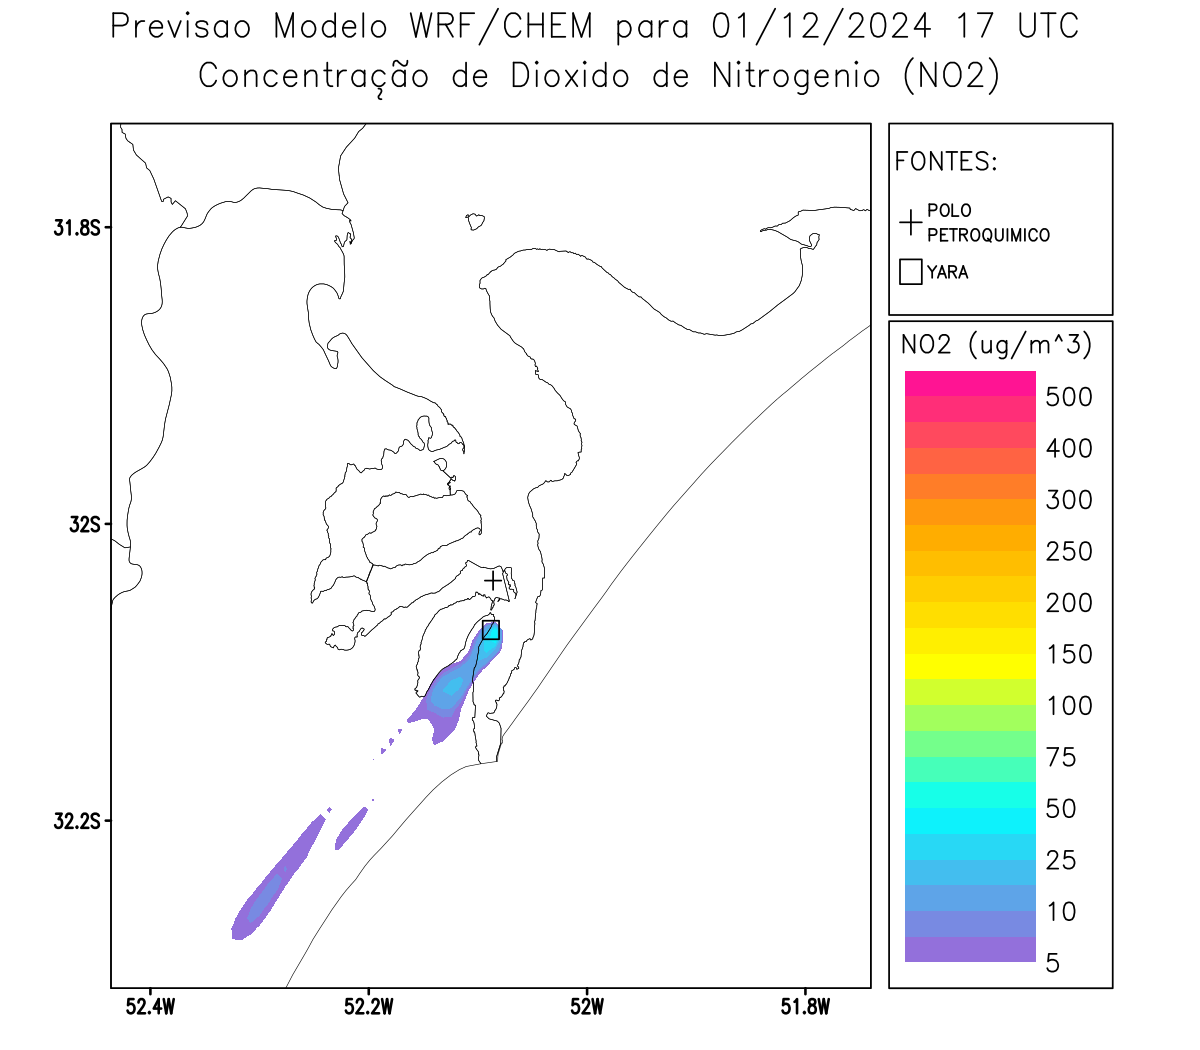 Previsao Modelo WRF/CHEM para 01/12/2024 17 UTC
Concentração de Dioxido de Nitrogenio (NO2)
31.8S
32S
32.2S
52.4W
52.2W
52W
51.8W
FONTES:
POLO
PETROQUIMICO
YARA
NO2 (ug/m^3)
500
400
300
250
200
150
100
75
50
25
10
5